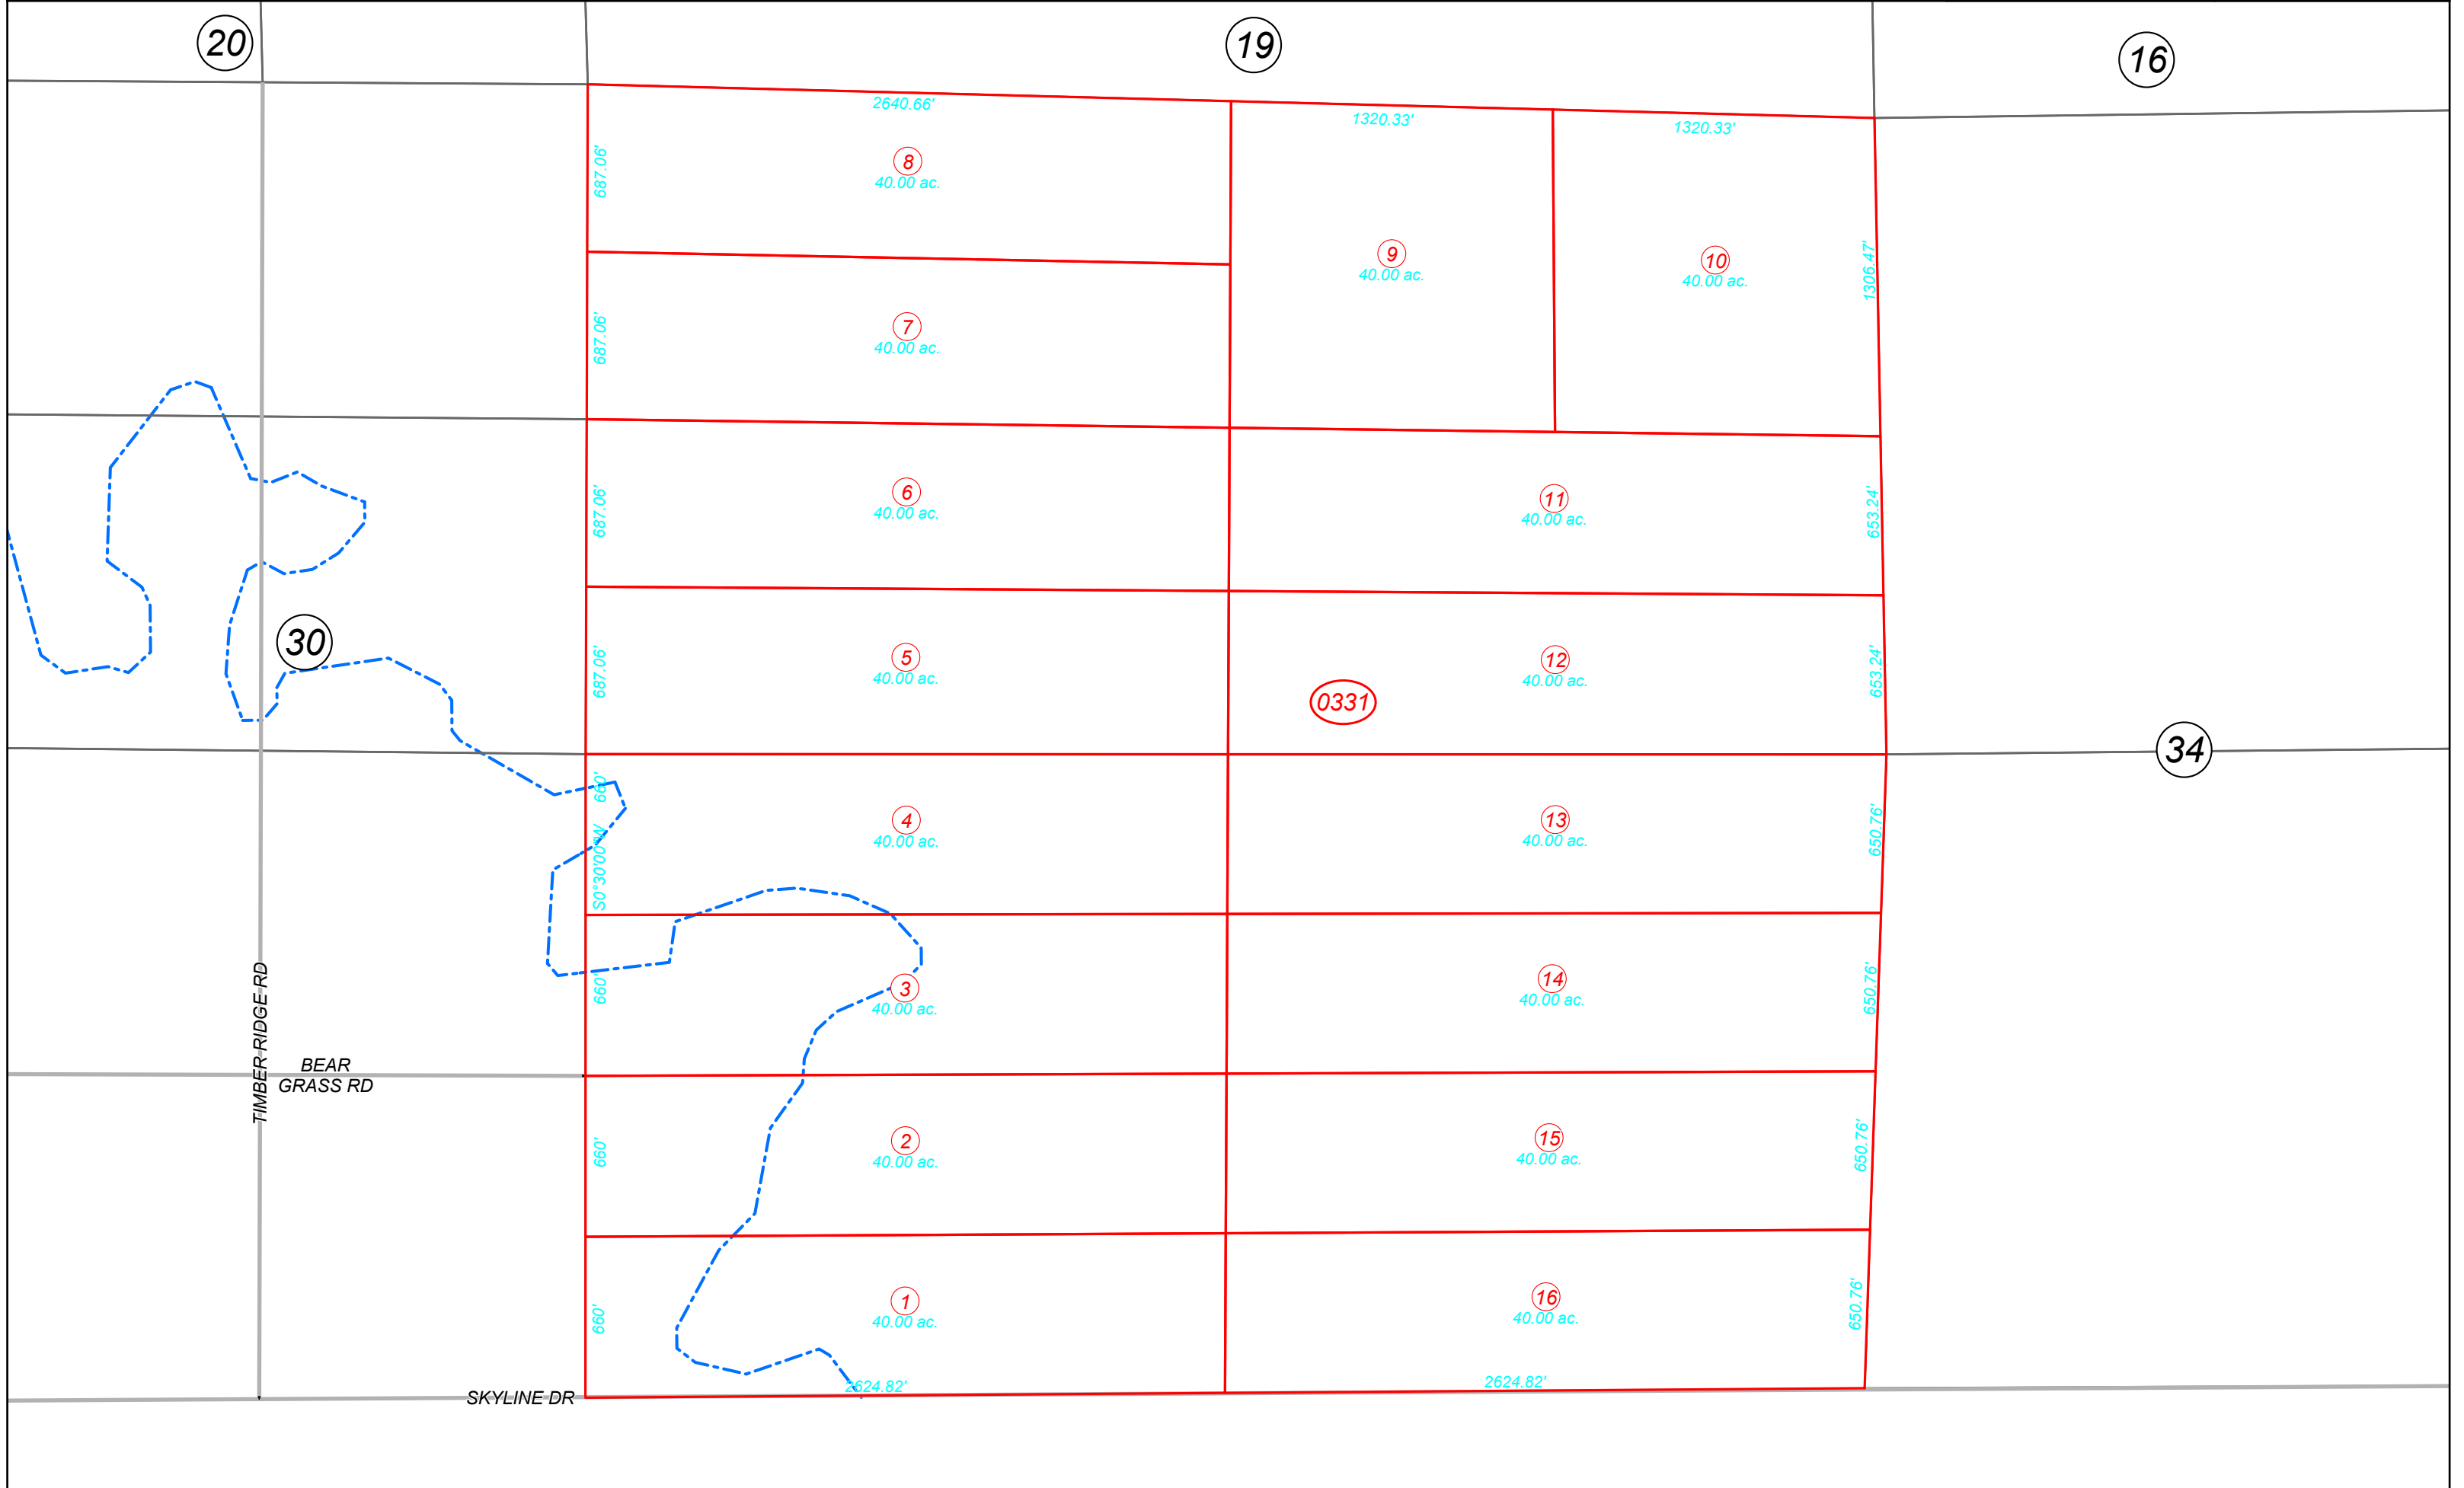 20
19
16
2640.66'
1320.33'
1320.33'
687.06'
8
40.00 ac.
9
40.00 ac.
10
40.00 ac.
1306.47'
687.06'
7
40.00 ac.
687.06'
6
40.00 ac.
11
40.00 ac.
653.24'
30
687.06'
5
40.00 ac.
12
40.00 ac.
653.24'
0331
34
660'
S0°30'00"W
4
40.00 ac.
13
40.00 ac.
650.76'
660'
3
40.00 ac.
14
40.00 ac.
650.76'
TIMBER RIDGE RD
BEAR
GRASS RD
660'
2
40.00 ac.
15
40.00 ac.
650.76'
660'
1
40.00 ac.
16
40.00 ac.
650.76'
2624.82'
2624.82'
SKYLINE DR